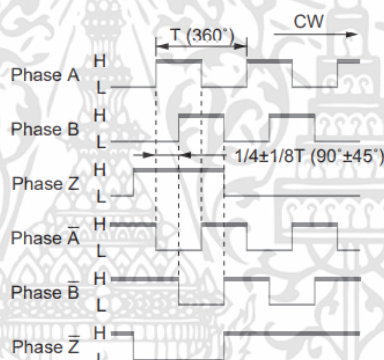 T (360°)
CW
Phase A H
L
Phase B H
L
1/4±1/8T (90°±45°)
Phase Z H
L
Phase A̅ H
L
Phase B̅ H
L
Phase Z̅ H
L